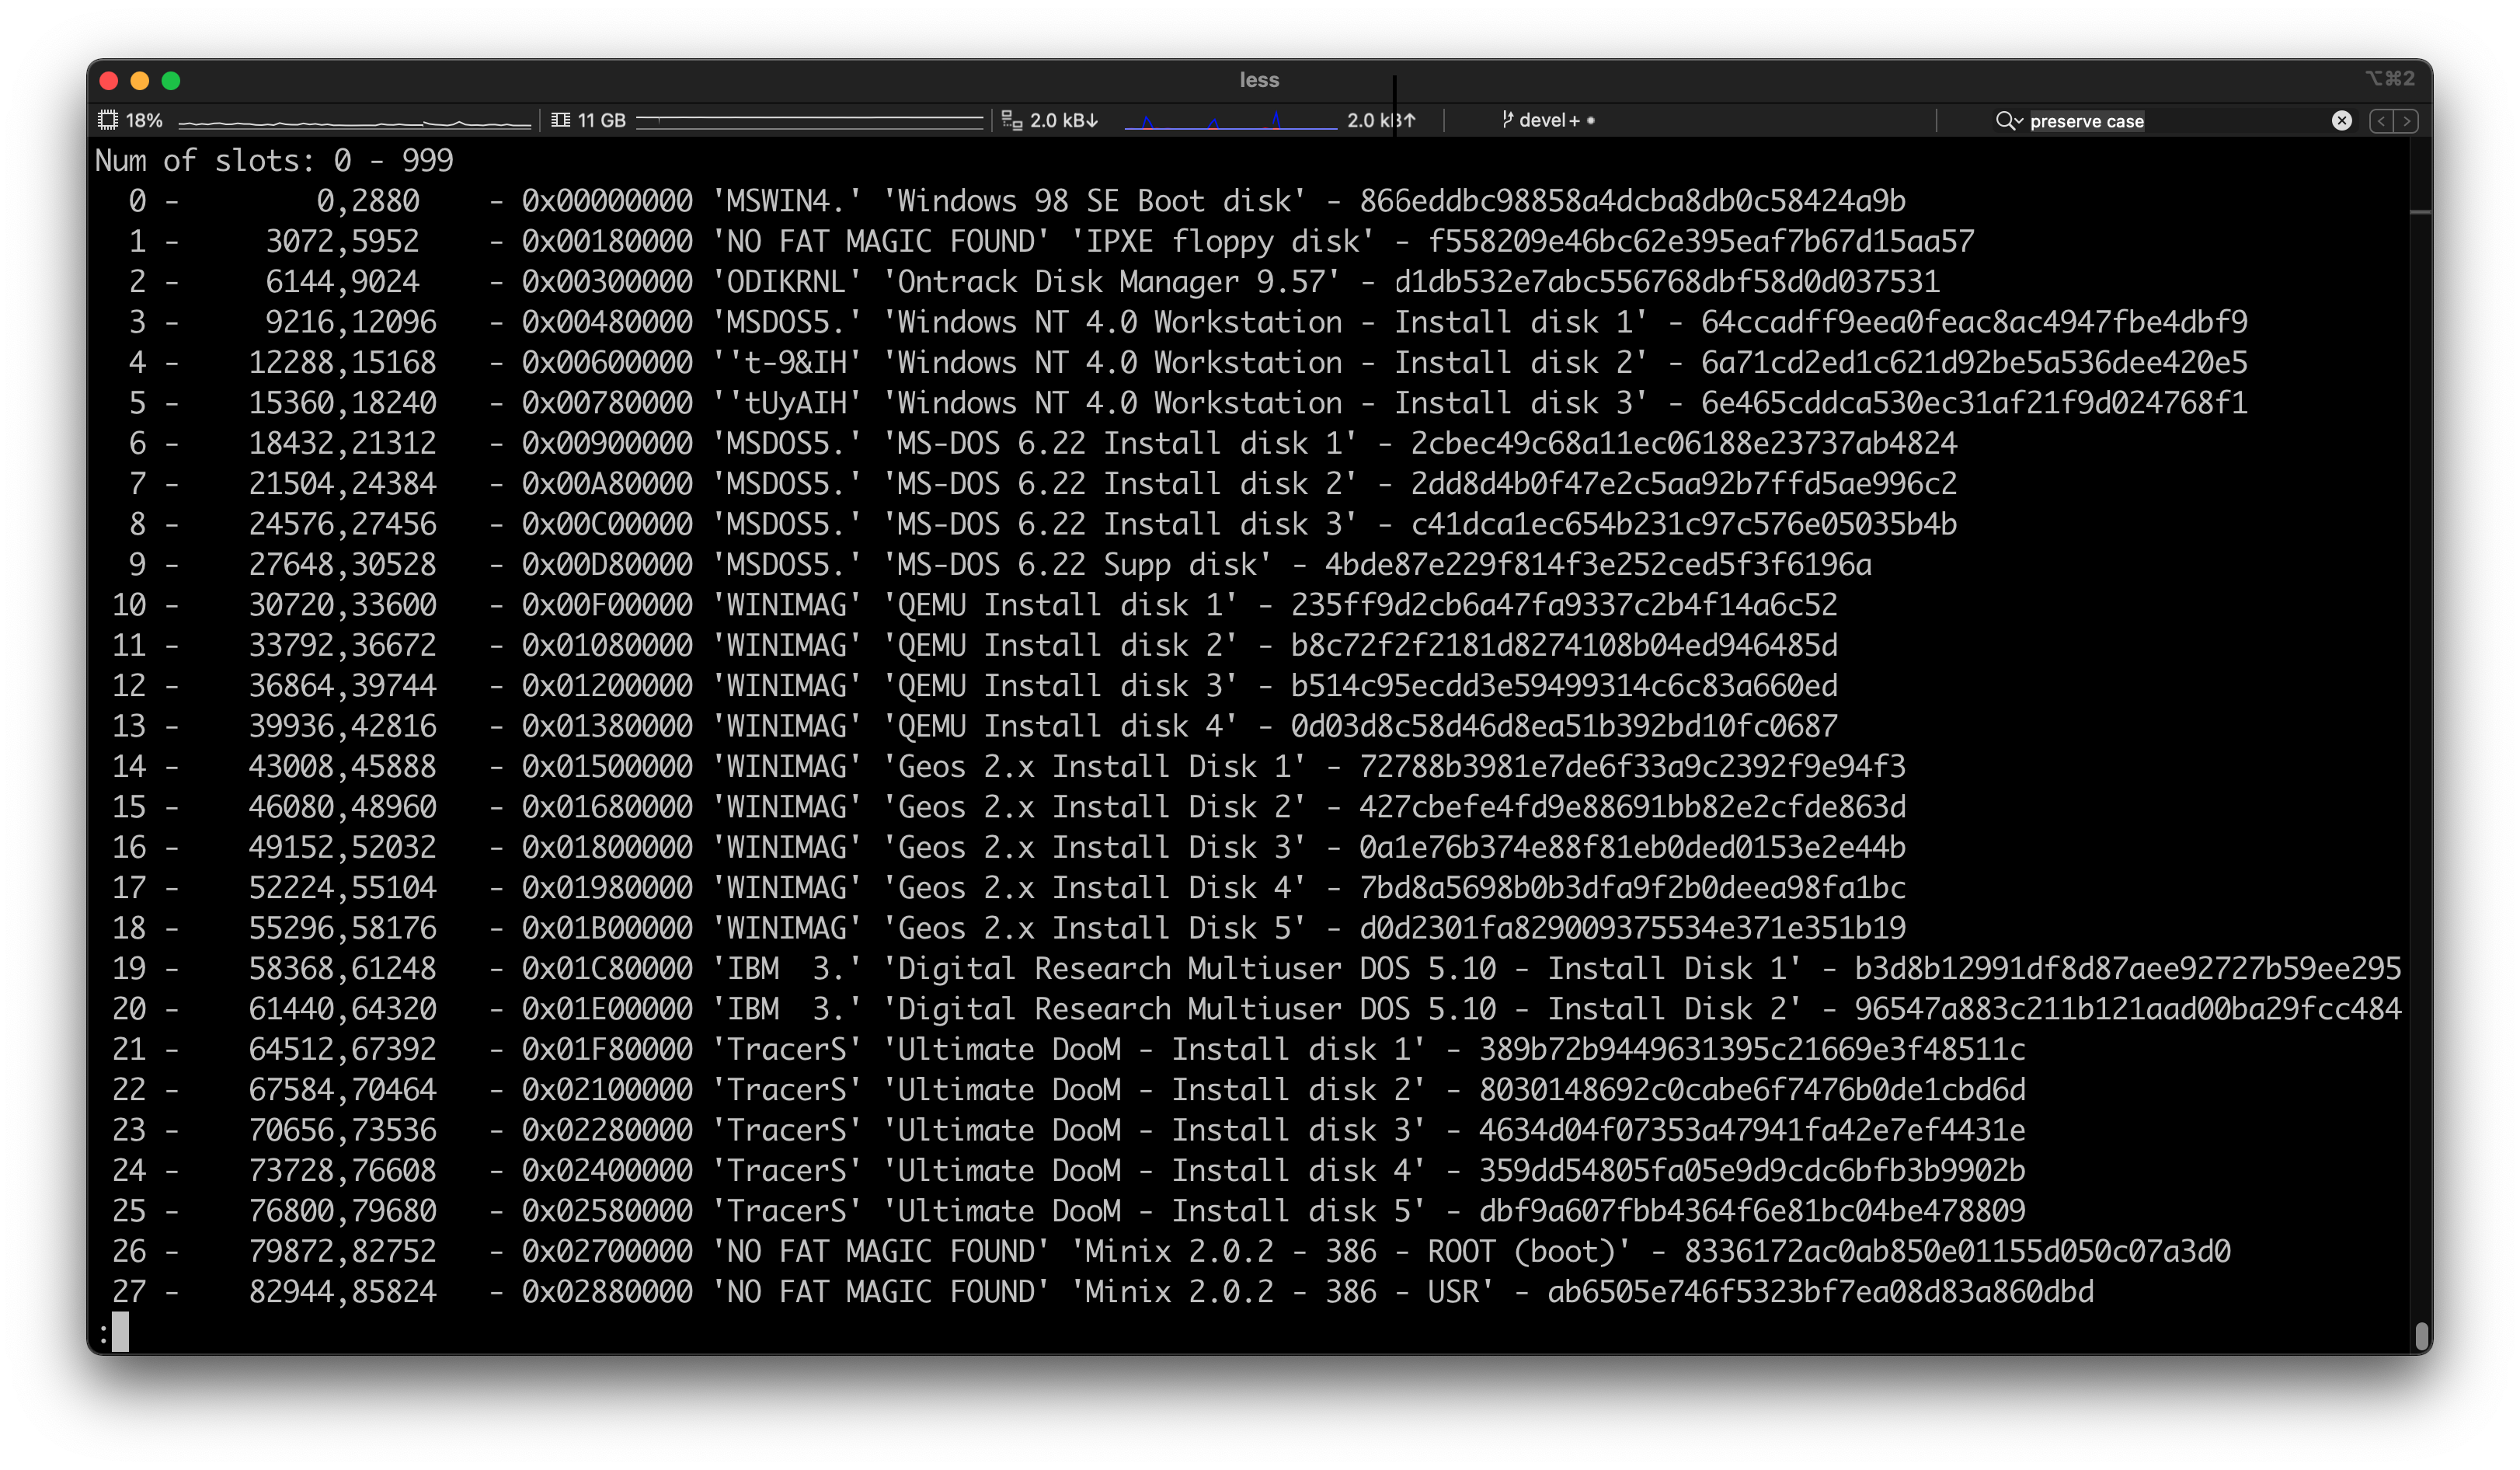 less ⌥⌘2
18% 11 GB 2.0 kB↓ 2.0 kB↑ devel+ ● preserve case
Num of slots: 0 - 999
0 - 0,2880 - 0x00000000 'MSWIN4.' 'Windows 98 SE Boot disk' - 866eddbc98858a4dcba8db0c58424a9b
1 - 3072,5952 - 0x00180000 'NO FAT MAGIC FOUND' 'IPXE floppy disk' - f558209e46bc62e395eaf7b67d15aa57
2 - 6144,9024 - 0x00300000 'ODIKRNL' 'Ontrack Disk Manager 9.57' - d1db532e7abc556768dbf58d0d037531
3 - 9216,12096 - 0x00480000 'MSDOS5.' 'Windows NT 4.0 Workstation - Install disk 1' - 64ccadff9eea0feac8ac4947fbe4dbf9
4 - 12288,15168 - 0x00600000 ''t-9&IH' 'Windows NT 4.0 Workstation - Install disk 2' - 6a71cd2ed1c621d92be5a536dee420e5
5 - 15360,18240 - 0x00780000 ''tUyAIH' 'Windows NT 4.0 Workstation - Install disk 3' - 6e465cddca530ec31af21f9d024768f1
6 - 18432,21312 - 0x00900000 'MSDOS5.' 'MS-DOS 6.22 Install disk 1' - 2cbec49c68a11ec06188e23737ab4824
7 - 21504,24384 - 0x00A80000 'MSDOS5.' 'MS-DOS 6.22 Install disk 2' - 2dd8d4b0f47e2c5aa92b7ffd5ae996c2
8 - 24576,27456 - 0x00C00000 'MSDOS5.' 'MS-DOS 6.22 Install disk 3' - c41dca1ec654b231c97c576e05035b4b
9 - 27648,30528 - 0x00D80000 'MSDOS5.' 'MS-DOS 6.22 Supp disk' - 4bde87e229f814f3e252ced5f3f6196a
10 - 30720,33600 - 0x00F00000 'WINIMAG' 'QEMU Install disk 1' - 235ff9d2cb6a47fa9337c2b4f14a6c52
11 - 33792,36672 - 0x01080000 'WINIMAG' 'QEMU Install disk 2' - b8c72f2f2181d8274108b04ed946485d
12 - 36864,39744 - 0x01200000 'WINIMAG' 'QEMU Install disk 3' - b514c95ecdd3e59499314c6c83a660ed
13 - 39936,42816 - 0x01380000 'WINIMAG' 'QEMU Install disk 4' - 0d03d8c58d46d8ea51b392bd10fc0687
14 - 43008,45888 - 0x01500000 'WINIMAG' 'Geos 2.x Install Disk 1' - 72788b3981e7de6f33a9c2392f9e94f3
15 - 46080,48960 - 0x01680000 'WINIMAG' 'Geos 2.x Install Disk 2' - 427cbefe4fd9e88691bb82e2cfde863d
16 - 49152,52032 - 0x01800000 'WINIMAG' 'Geos 2.x Install Disk 3' - 0a1e76b374e88f81eb0ded0153e2e44b
17 - 52224,55104 - 0x01980000 'WINIMAG' 'Geos 2.x Install Disk 4' - 7bd8a5698b0b3dfa9f2b0deea98fa1bc
18 - 55296,58176 - 0x01B00000 'WINIMAG' 'Geos 2.x Install Disk 5' - d0d2301fa829009375534e371e351b19
19 - 58368,61248 - 0x01C80000 'IBM  3.' 'Digital Research Multiuser DOS 5.10 - Install Disk 1' - b3d8b12991df8d87aee92727b59ee295
20 - 61440,64320 - 0x01E00000 'IBM  3.' 'Digital Research Multiuser DOS 5.10 - Install Disk 2' - 96547a883c211b121aad00ba29fcc484
21 - 64512,67392 - 0x01F80000 'TracerS' 'Ultimate DooM - Install disk 1' - 389b72b9449631395c21669e3f48511c
22 - 67584,70464 - 0x02100000 'TracerS' 'Ultimate DooM - Install disk 2' - 8030148692c0cabe6f7476b0de1cbd6d
23 - 70656,73536 - 0x02280000 'TracerS' 'Ultimate DooM - Install disk 3' - 4634d04f07353a47941fa42e7ef4431e
24 - 73728,76608 - 0x02400000 'TracerS' 'Ultimate DooM - Install disk 4' - 359dd54805fa05e9d9cdc6bfb3b9902b
25 - 76800,79680 - 0x02580000 'TracerS' 'Ultimate DooM - Install disk 5' - dbf9a607fbb4364f6e81bc04be478809
26 - 79872,82752 - 0x02700000 'NO FAT MAGIC FOUND' 'Minix 2.0.2 - 386 - ROOT (boot)' - 8336172ac0ab850e01155d050c07a3d0
27 - 82944,85824 - 0x02880000 'NO FAT MAGIC FOUND' 'Minix 2.0.2 - 386 - USR' - ab6505e746f5323bf7ea08d83a860dbd
: